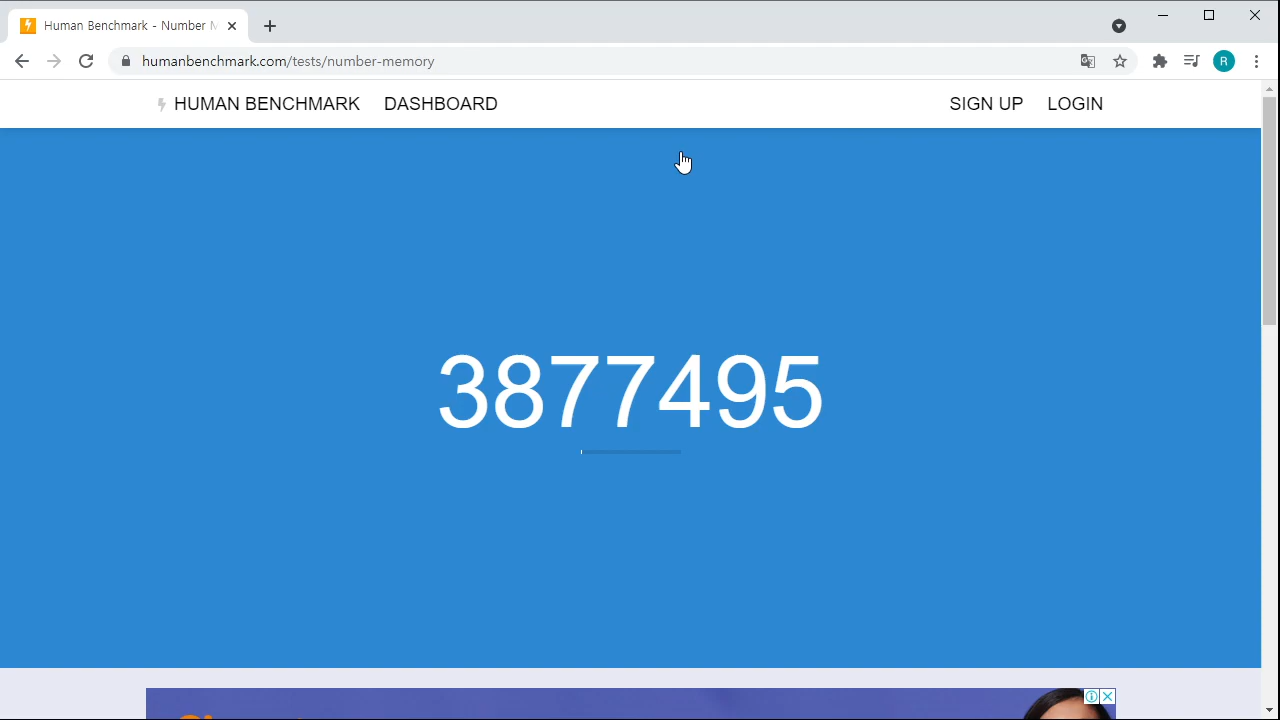 Human Benchmark - Number M
humanbenchmark.com/tests/number-memory
R
HUMAN BENCHMARK DASHBOARD SIGN UP LOGIN
3877495